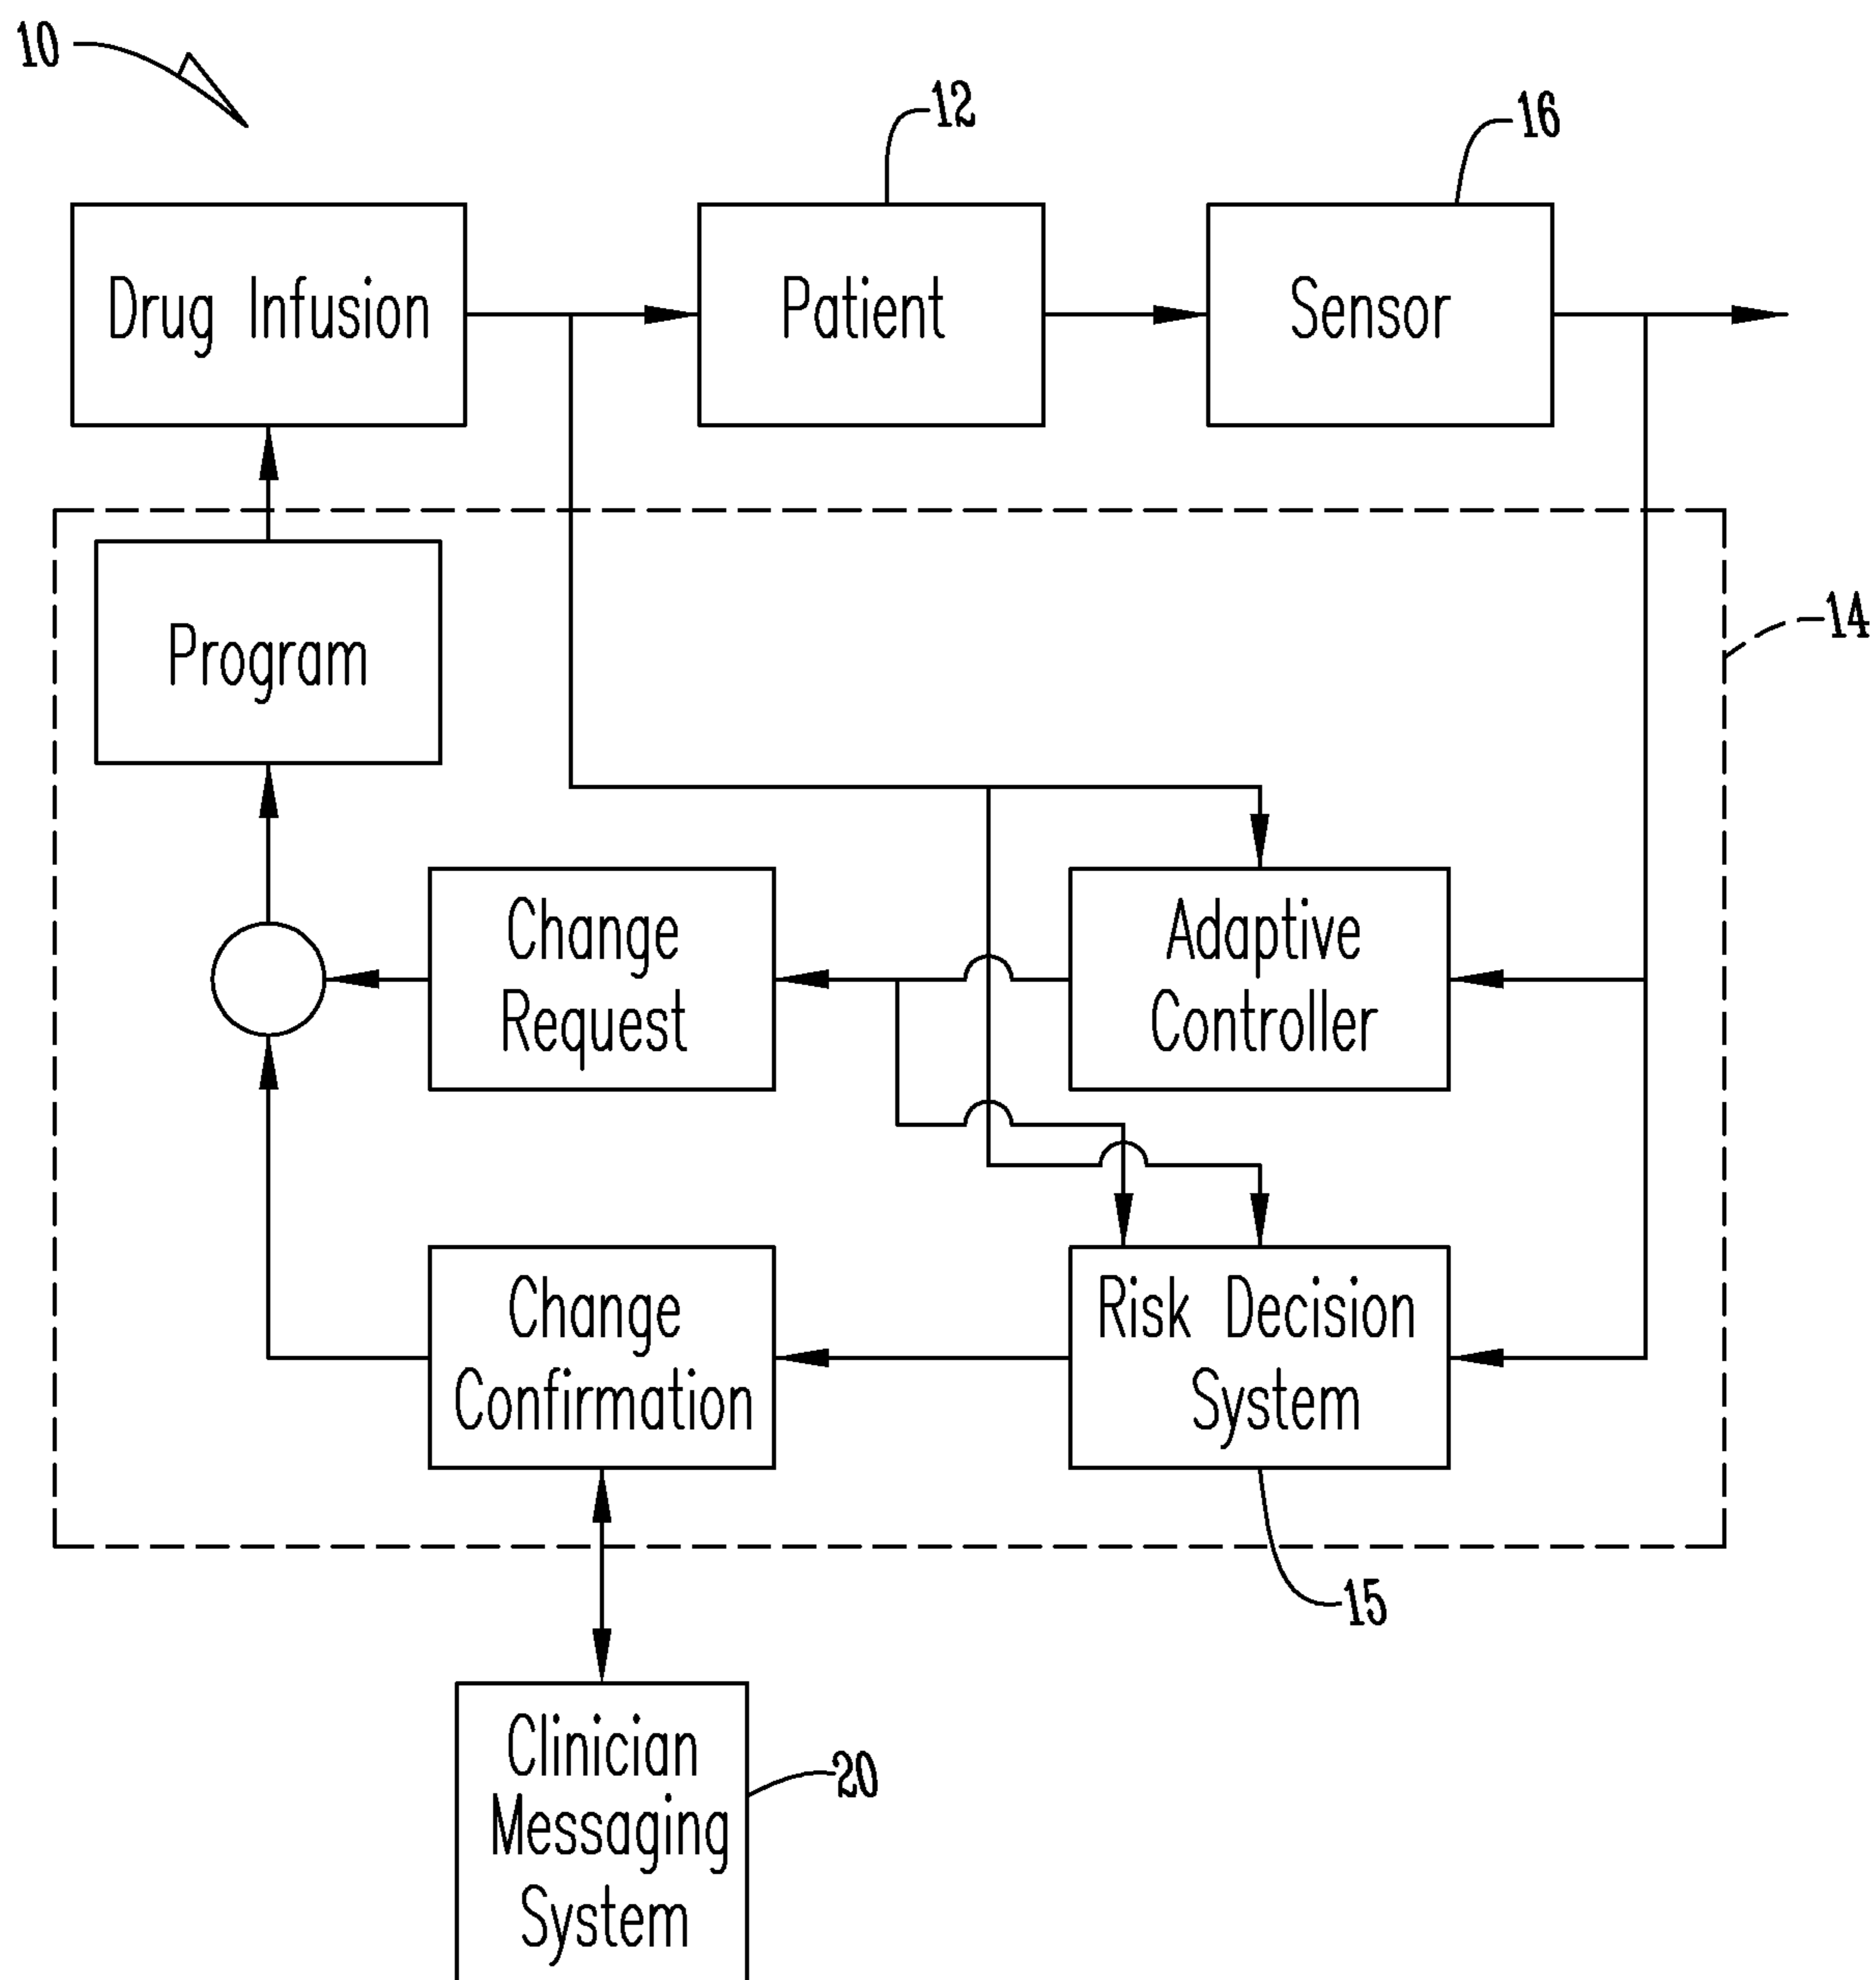 10
12
16
Drug Infusion
Patient
Sensor
14
Program
Change
Request
Adaptive
Controller
Change
Confirmation
Risk Decision
System
15
Clinician
Messaging
System
20